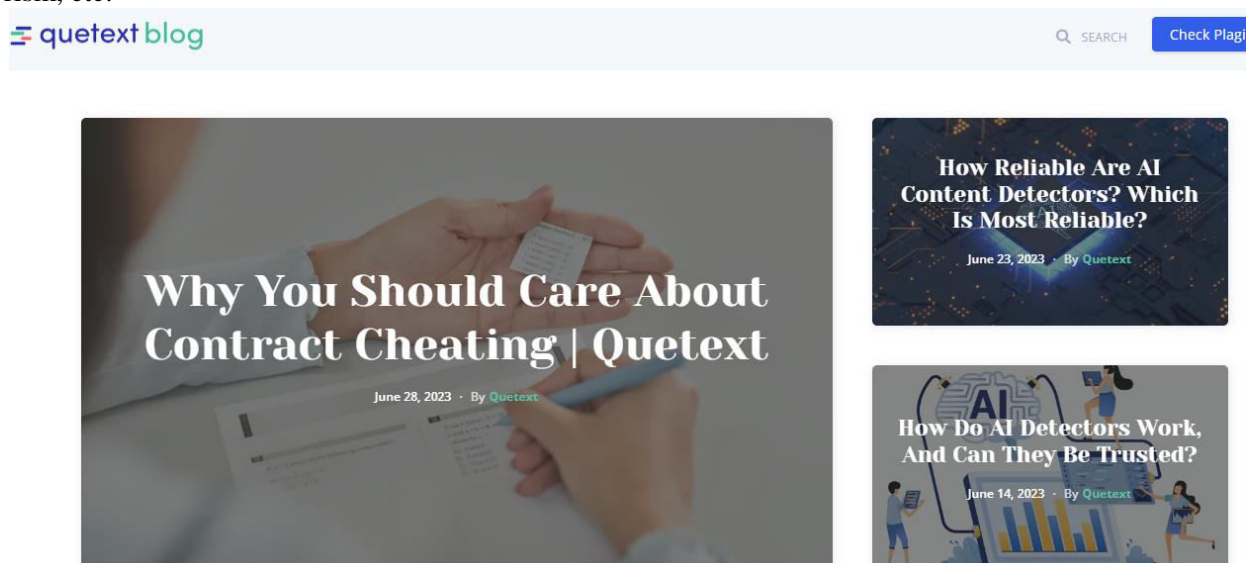 quetext blog
SEARCH
Check Plagi
Why You Should Care About
Contract Cheating | Quetext
June 28, 2023 · By Quetext
How Reliable Are AI
Content Detectors? Which
Is Most Reliable?
June 23, 2023 · By Quetext
AI
How Do AI Detectors Work,
And Can They Be Trusted?
June 14, 2023 · By Quetext